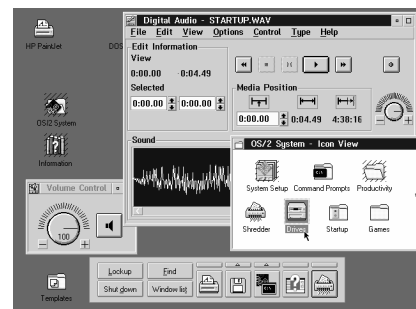 Digital Audio - STARTUP.WAV
File Edit View Options Control Type Help
HP PaintJet
DOS
Edit Information
View
0:00.00 0:04.49
Selected
0:00.00 0:00.00
Media Position
0:00.00 0:04.49 4:38:16
OS/2 System
Information
Sound
OS/2 System - Icon View
System Setup Command Prompts Productivity
Shredder Drives Startup Games
Volume Control
100
Templates
Lockup Find
Shut down Window list